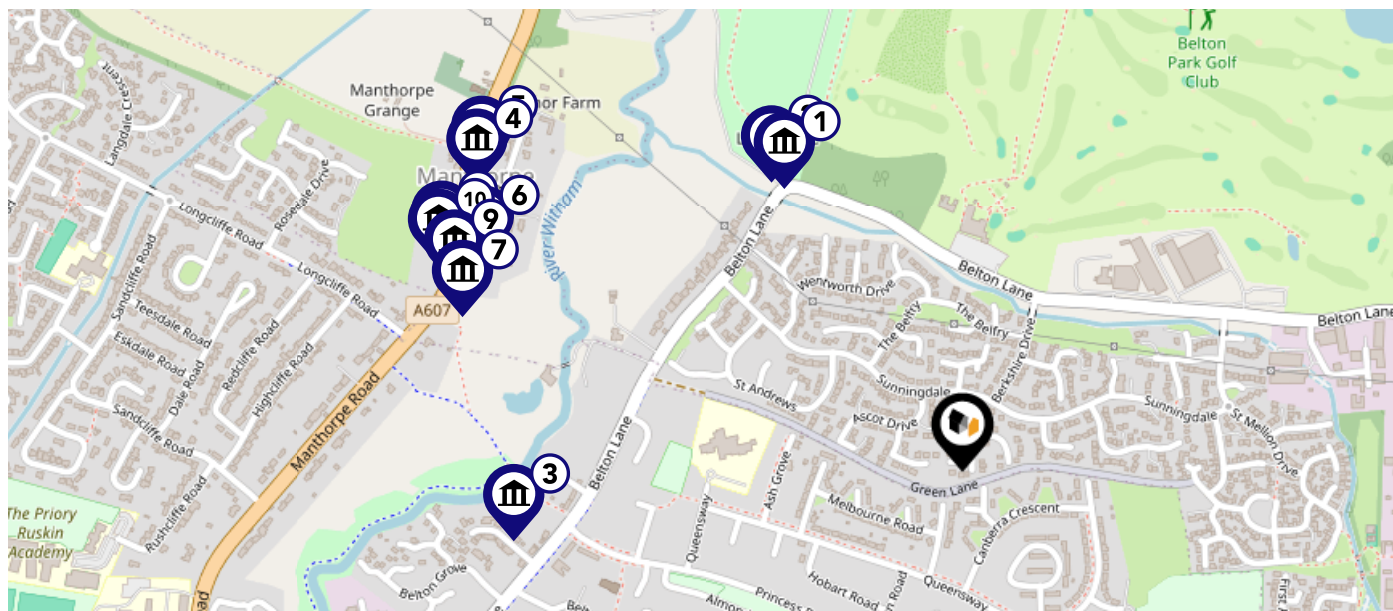 Belton
Park Golf
Club
Manthorpe
Grange
5
4
1
Langdale Crescent
Rosedale Drive
10
6
9
7
Longcliffe Road
River Witham
Belton Lane
Belton Lane
Belton Lane
Longcliffe Road
A607
Wentworth Drive
The Belfry
The Belfry
Berkshire Drive
Sandcliffe Road
Teesdale Road
Eskdale Road
Redcliffe Road
Dale Road
Highcliffe Road
Sandcliffe Road
Manthorpe Road
St Andrews
Sunningdale
Sunningdale
Ascot Drive
St Mellion Drive
Belton Lane
3
Ash Grove
Green Lane
Melbourne Road
Canberra Crescent
Queensway
Queensway
The Priory
Ruskin
Academy
Rushcliffe Road
Belton Grove
Hobart Road